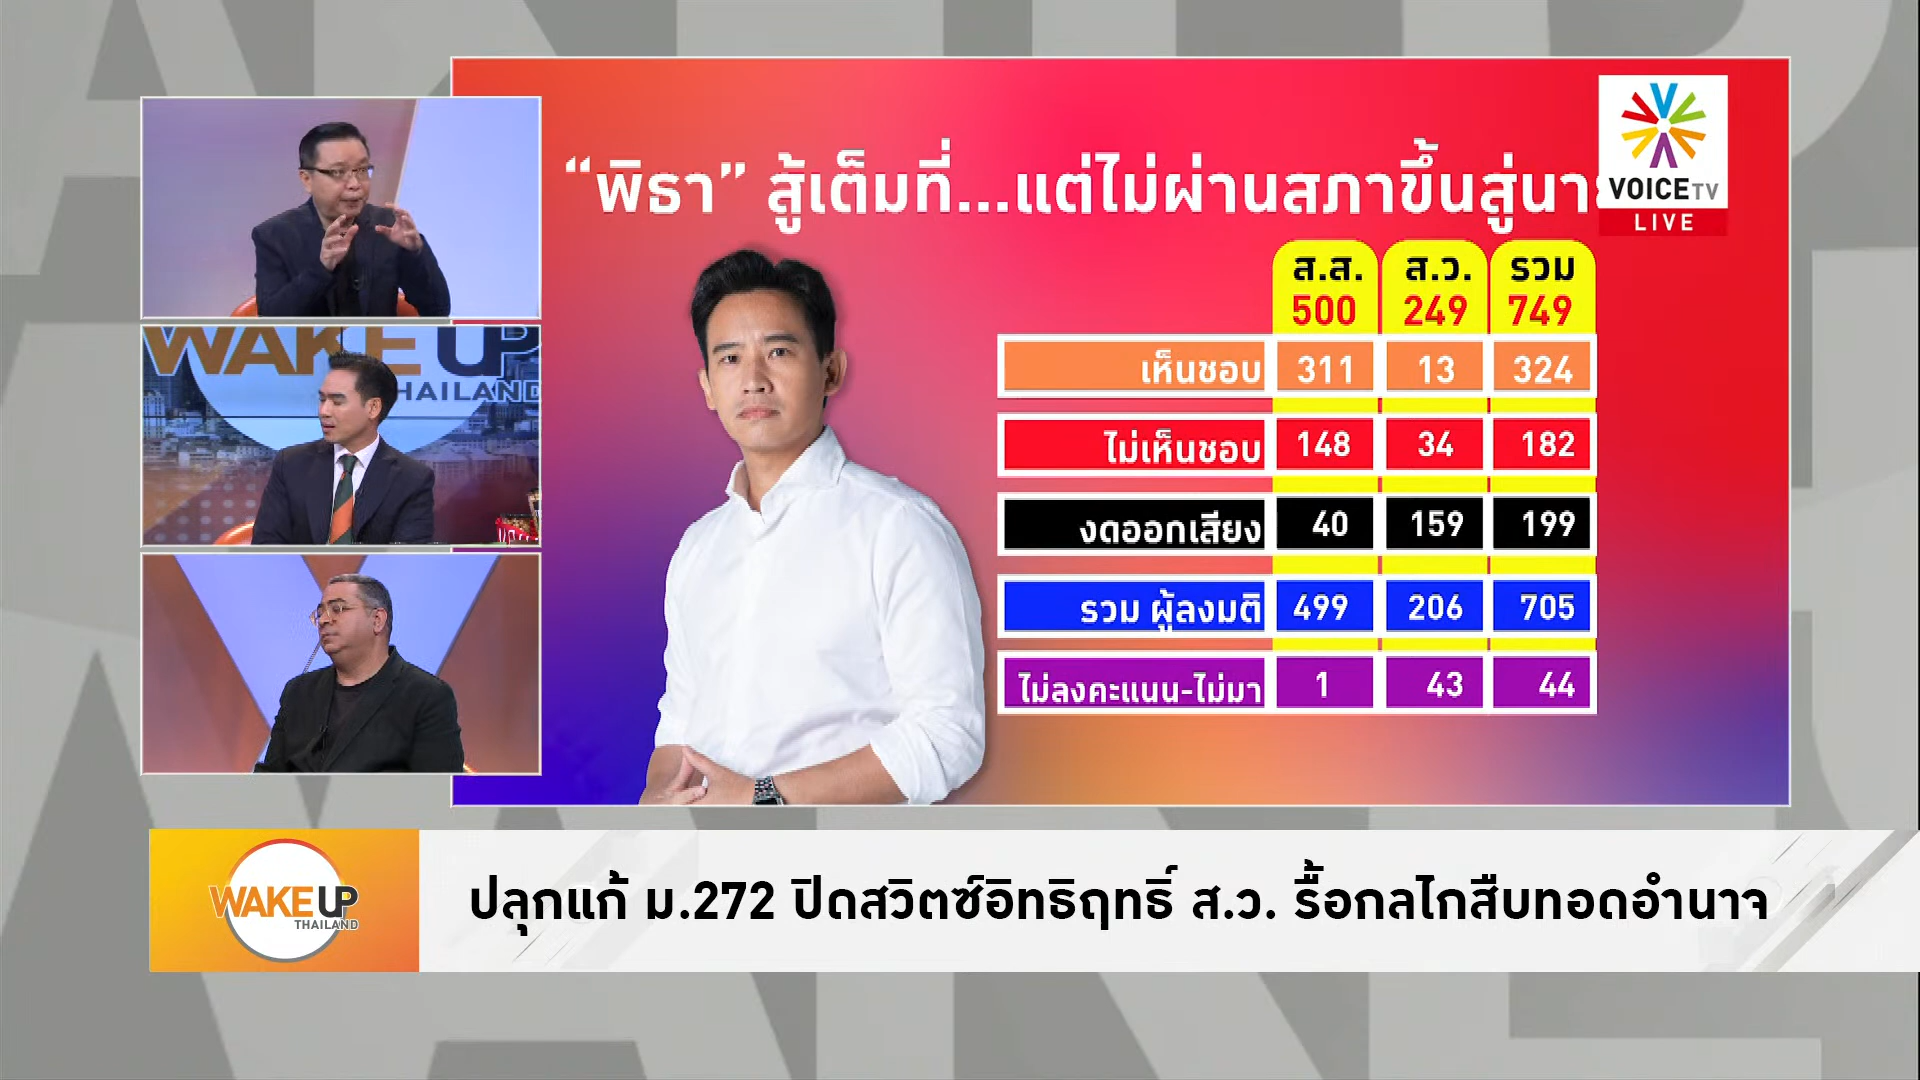 “พิธา” สู้เต็มที่...แต่ไม่ผ่านสภาขึ้นสู่
VOICE TV
LIVE
ส.ส. ส.ว. รวม
500 249 749
เห็นชอบ 311 13 324
ไม่เห็นชอบ 148 34 182
งดออกเสียง 40 159 199
รวม ผู้ลงมติ 499 206 705
ไม่ลงคะแนน-ไม่มา 1 43 44
WAKE UP
THAILAND
WAKE UP
THAILAND
ปลุกแก้ ม.272 ปิดสวิตซ์อิทธิฤทธิ์ ส.ว. รื้อกลไกสืบทอดอำนาจ